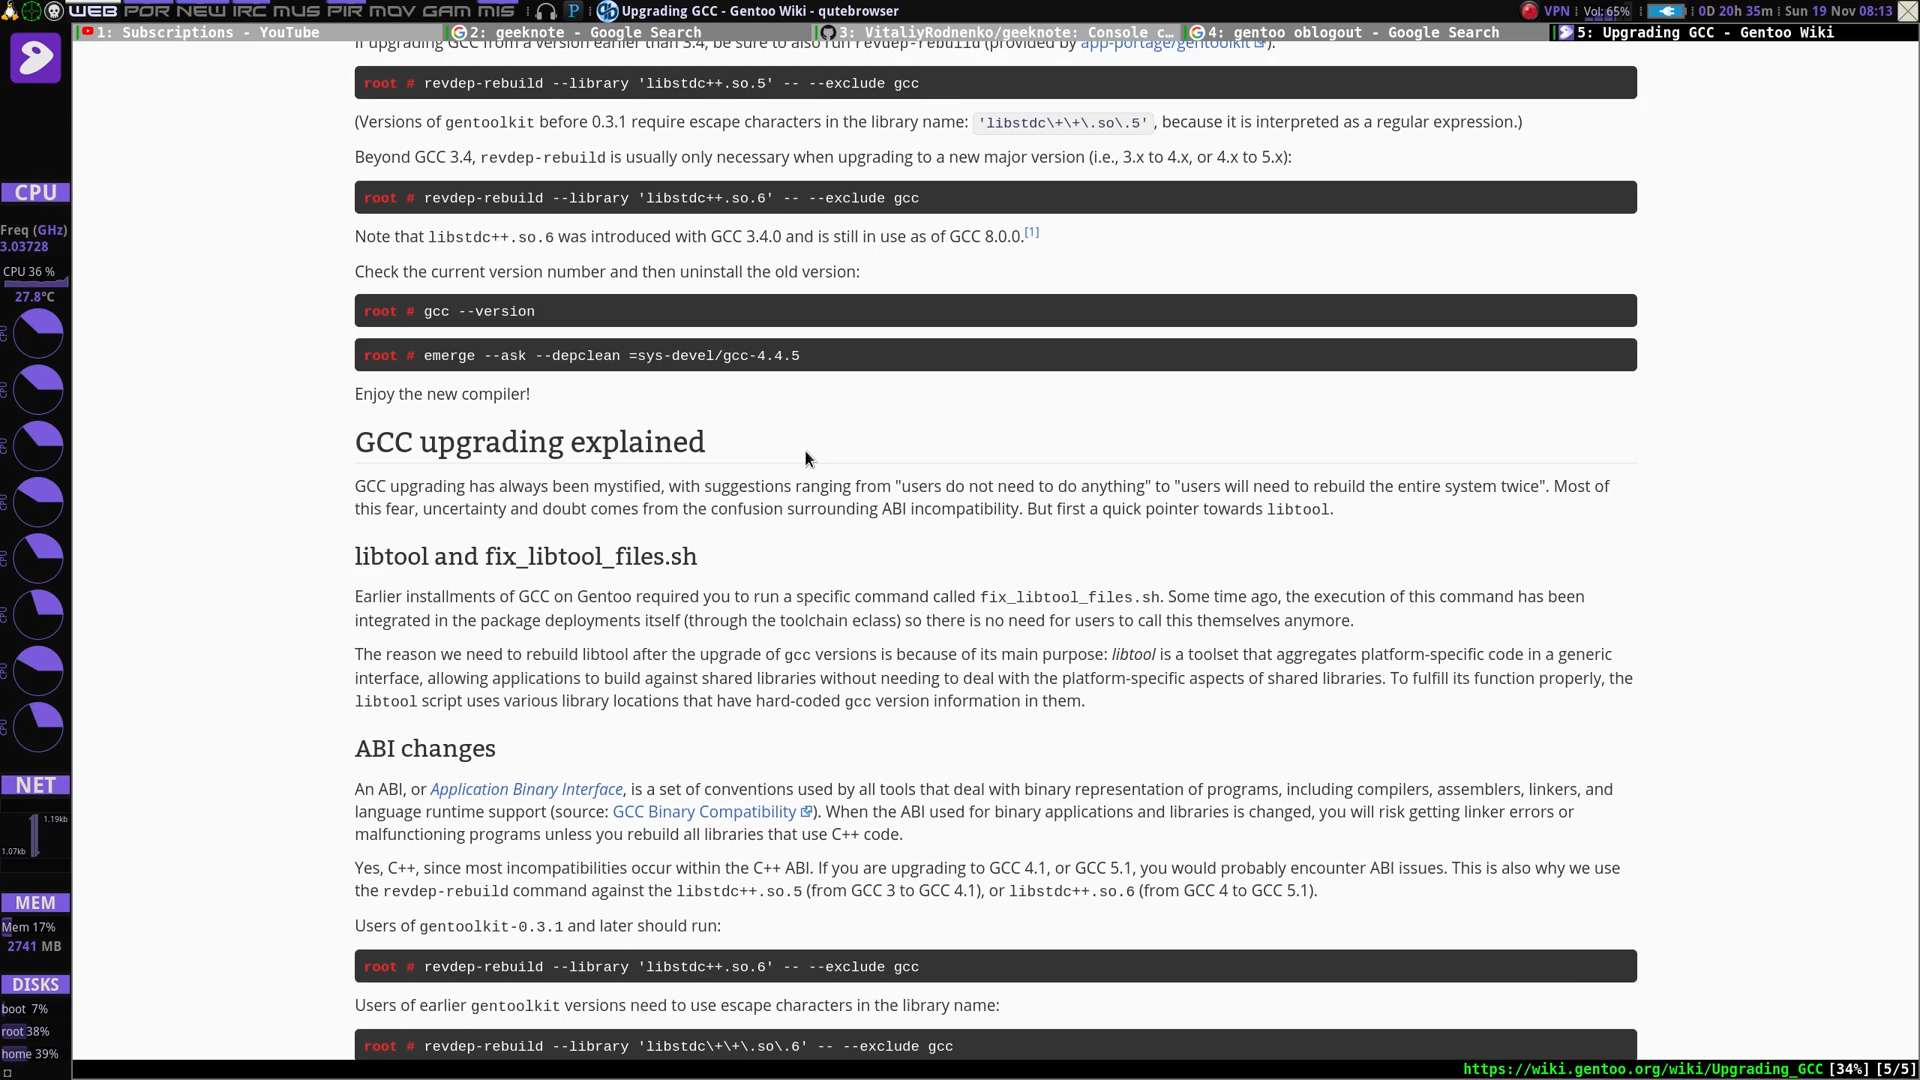 WEB POR NEW IRC MUS PIR MOV GAM MIS P Upgrading GCC - Gentoo Wiki - qutebrowser VPN Vol: 65% 0D 20h 35m Sun 19 Nov 08:13
1: Subscriptions - YouTube 2: geeknote - Google Search 3: VitaliyRodnenko/geeknote: Console c… 4: gentoo oblogout - Google Search 5: Upgrading GCC - Gentoo Wiki
If upgrading GCC from a version earlier than 3.4, be sure to also run revdep-rebuild (provided by app-portage/gentoolkit):
root # revdep-rebuild --library 'libstdc++.so.5' -- --exclude gcc
(Versions of gentoolkit before 0.3.1 require escape characters in the library name: 'libstdc\+\+\.so\.5', because it is interpreted as a regular expression.)
Beyond GCC 3.4, revdep-rebuild is usually only necessary when upgrading to a new major version (i.e., 3.x to 4.x, or 4.x to 5.x):
root # revdep-rebuild --library 'libstdc++.so.6' -- --exclude gcc
Note that libstdc++.so.6 was introduced with GCC 3.4.0 and is still in use as of GCC 8.0.0.[1]
Check the current version number and then uninstall the old version:
root # gcc --version
root # emerge --ask --depclean =sys-devel/gcc-4.4.5
Enjoy the new compiler!
GCC upgrading explained
GCC upgrading has always been mystified, with suggestions ranging from "users do not need to do anything" to "users will need to rebuild the entire system twice". Most of
this fear, uncertainty and doubt comes from the confusion surrounding ABI incompatibility. But first a quick pointer towards libtool.
libtool and fix_libtool_files.sh
Earlier installments of GCC on Gentoo required you to run a specific command called fix_libtool_files.sh. Some time ago, the execution of this command has been
integrated in the package deployments itself (through the toolchain eclass) so there is no need for users to call this themselves anymore.
The reason we need to rebuild libtool after the upgrade of gcc versions is because of its main purpose: libtool is a toolset that aggregates platform-specific code in a generic
interface, allowing applications to build against shared libraries without needing to deal with the platform-specific aspects of shared libraries. To fulfill its function properly, the
libtool script uses various library locations that have hard-coded gcc version information in them.
ABI changes
An ABI, or Application Binary Interface, is a set of conventions used by all tools that deal with binary representation of programs, including compilers, assemblers, linkers, and
language runtime support (source: GCC Binary Compatibility). When the ABI used for binary applications and libraries is changed, you will risk getting linker errors or
malfunctioning programs unless you rebuild all libraries that use C++ code.
Yes, C++, since most incompatibilities occur within the C++ ABI. If you are upgrading to GCC 4.1, or GCC 5.1, you would probably encounter ABI issues. This is also why we use
the revdep-rebuild command against the libstdc++.so.5 (from GCC 3 to GCC 4.1), or libstdc++.so.6 (from GCC 4 to GCC 5.1).
Users of gentoolkit-0.3.1 and later should run:
root # revdep-rebuild --library 'libstdc++.so.6' -- --exclude gcc
Users of earlier gentoolkit versions need to use escape characters in the library name:
root # revdep-rebuild --library 'libstdc\+\+\.so\.6' -- --exclude gcc
https://wiki.gentoo.org/wiki/Upgrading_GCC [34%] [5/5]
CPU
Freq (GHz)
3.03728
CPU 36 %
27.8°C
CPU
CPU
CPU
CPU
CPU
CPU
CPU
CPU
NET
1.19kb
1.07kb
MEM
Mem 17%
2741 MB
DISKS
boot 7%
root 38%
home 39%